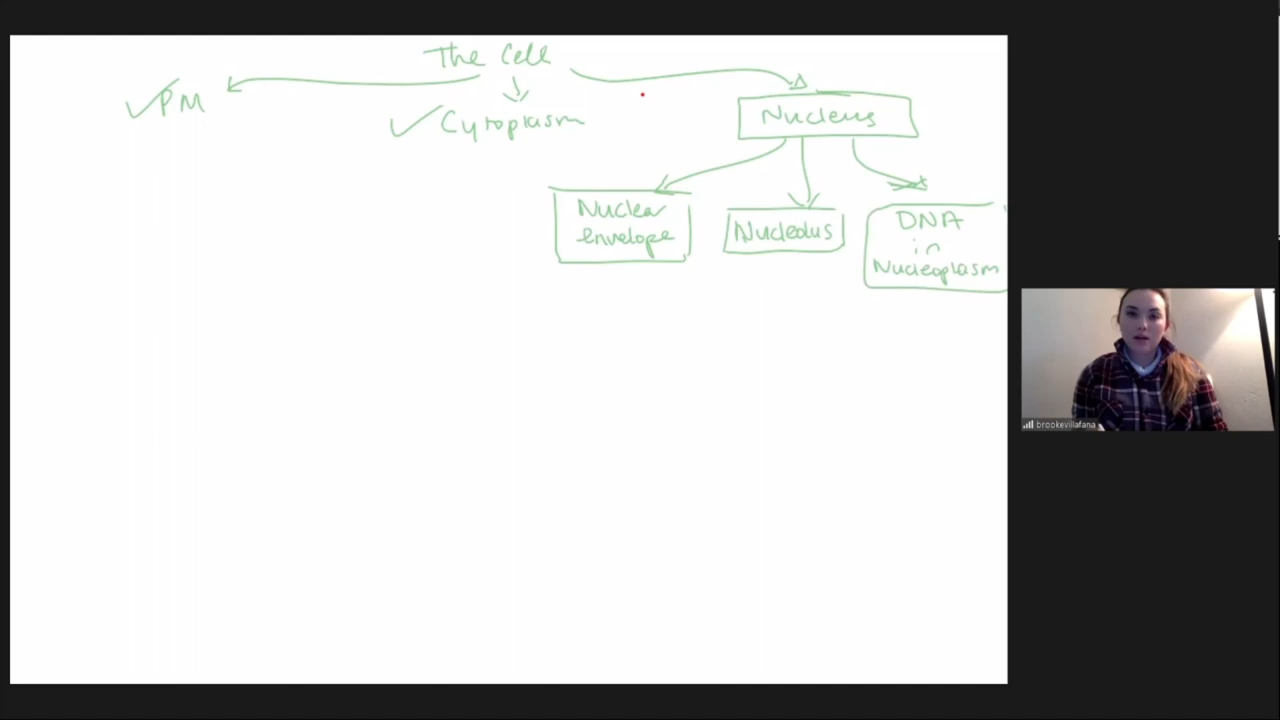 The Cell
PM
Cytoplasm
Nucleus
Nuclear
envelope
Nucleolus
DNA
in
Nucleoplasm
brookevillafana